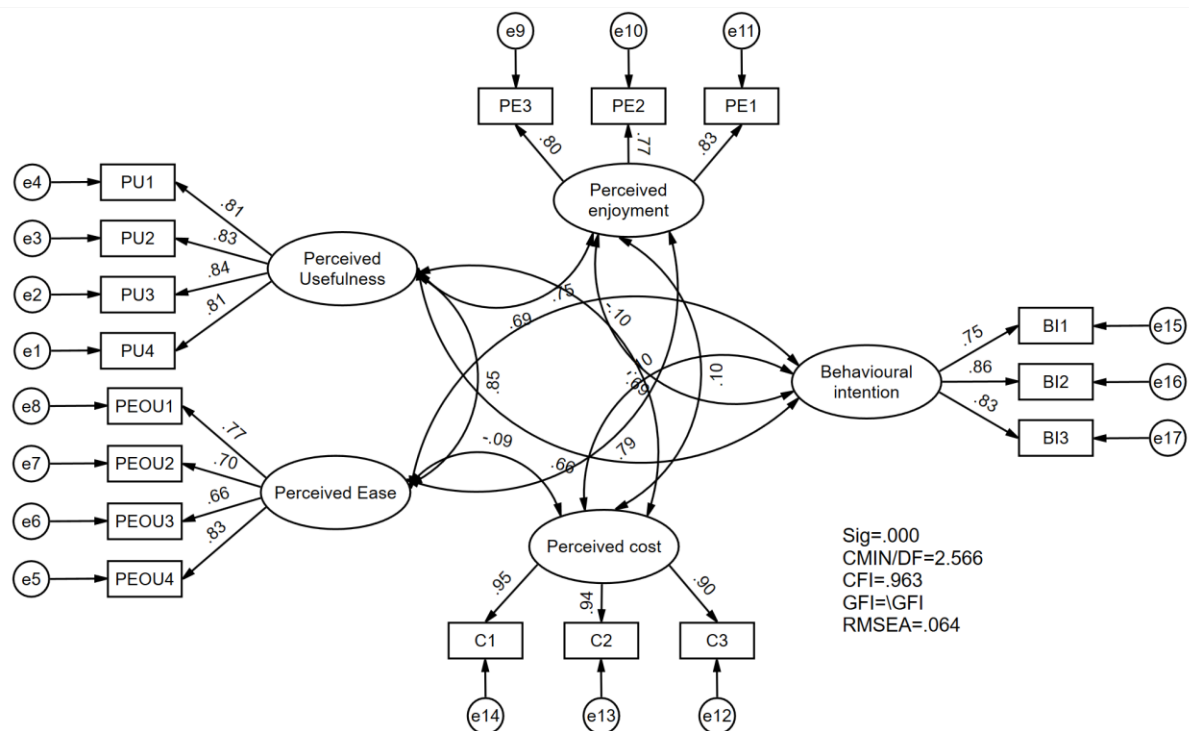 e9
e10
e11
PE3
PE2
PE1
.80
.77
.83
Perceived
enjoyment
e4
PU1
.81
e3
PU2
.83
e2
PU3
.84
e1
PU4
.81
Perceived
Usefulness
e8
PEOU1
.77
e7
PEOU2
.70
e6
PEOU3
.66
e5
PEOU4
.83
Perceived Ease
.75
.69
-.10
.69
.10
.85
-.09
.66
.79
Behavioural
intention
.75
BI1
e15
.86
BI2
e16
.83
BI3
e17
Perceived cost
.95
.94
.90
C1
C2
C3
e14
e13
e12
Sig=.000
CMIN/DF=2.566
CFI=.963
GFI=\GFI
RMSEA=.064